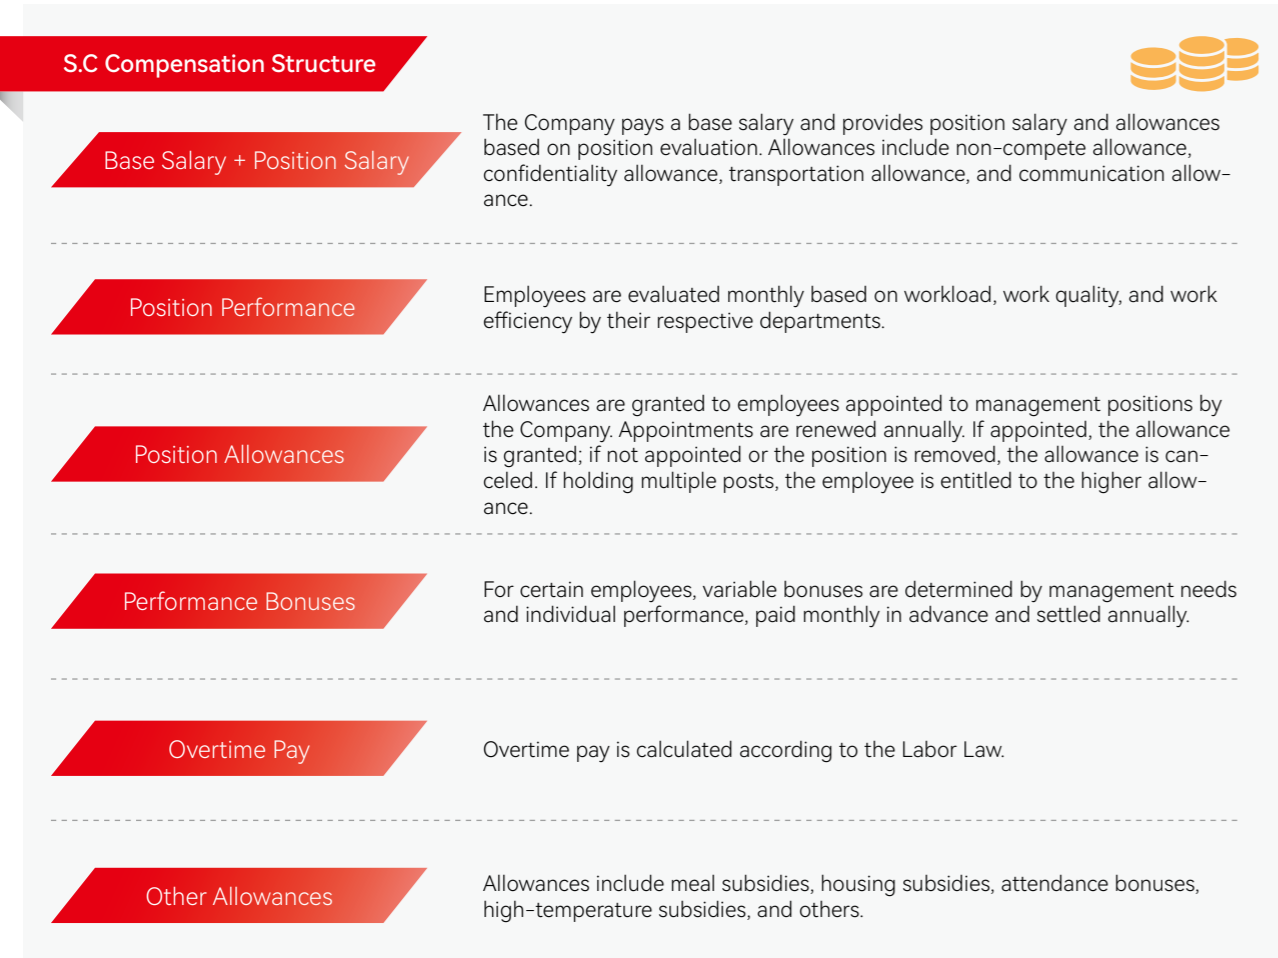 S.C Compensation Structure
Base Salary + Position Salary
The Company pays a base salary and provides position salary and allowances
based on position evaluation. Allowances include non-compete allowance,
confidentiality allowance, transportation allowance, and communication allow-
ance.
Position Performance
Employees are evaluated monthly based on workload, work quality, and work
efficiency by their respective departments.
Position Allowances
Allowances are granted to employees appointed to management positions by
the Company. Appointments are renewed annually. If appointed, the allowance
is granted; if not appointed or the position is removed, the allowance is can-
celed. If holding multiple posts, the employee is entitled to the higher allow-
ance.
Performance Bonuses
For certain employees, variable bonuses are determined by management needs
and individual performance, paid monthly in advance and settled annually.
Overtime Pay
Overtime pay is calculated according to the Labor Law.
Other Allowances
Allowances include meal subsidies, housing subsidies, attendance bonuses,
high-temperature subsidies, and others.